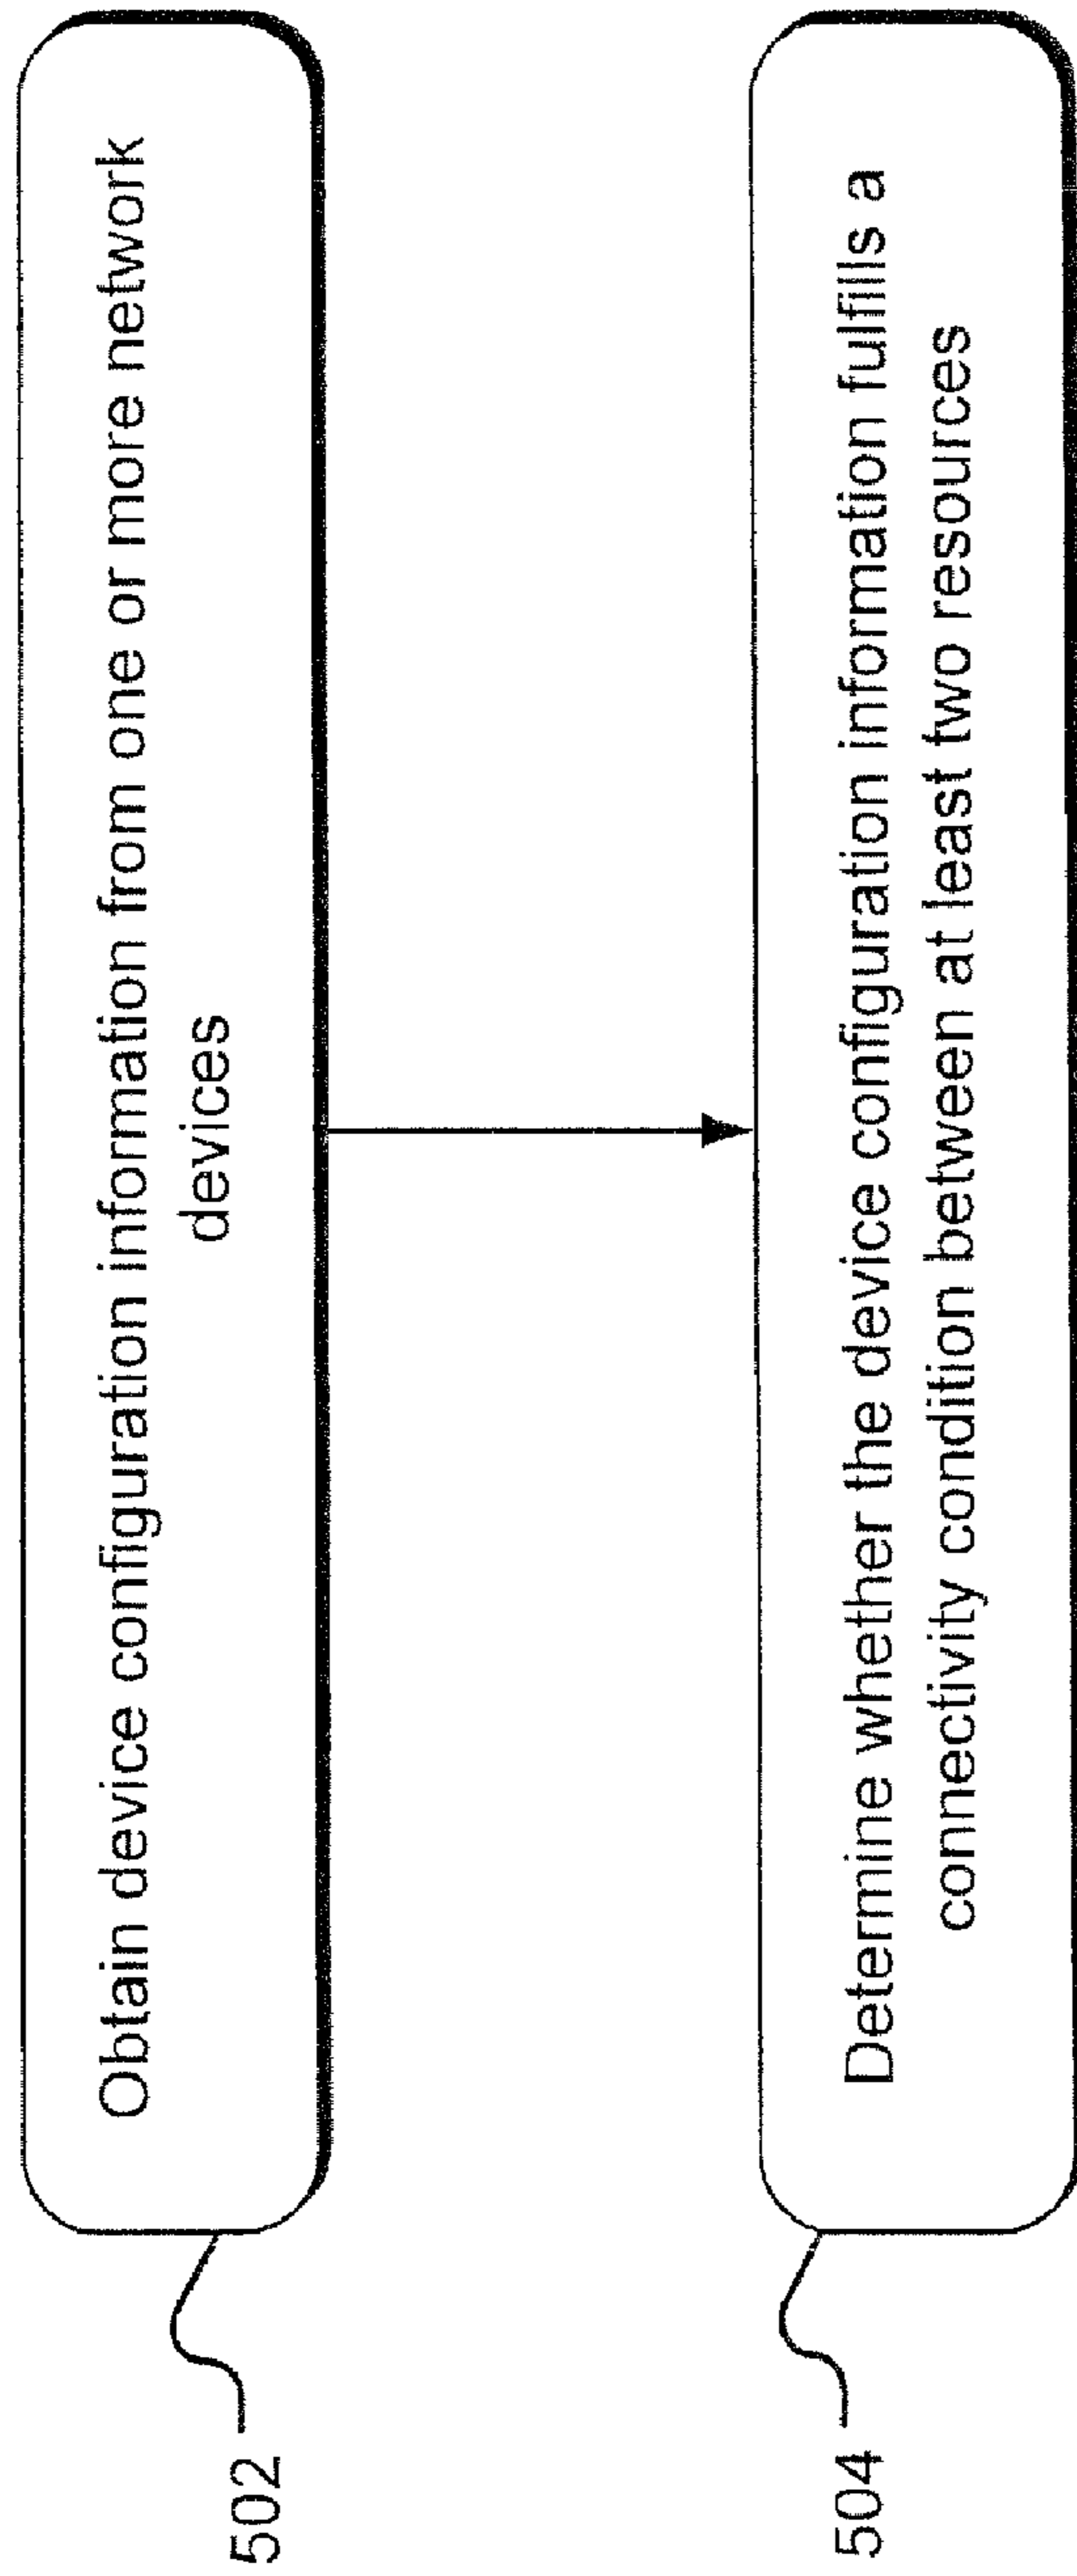 Obtain device configuration information from one or more network
devices
502
Determine whether the device configuration information fulfills a
connectivity condition between at least two resources
504